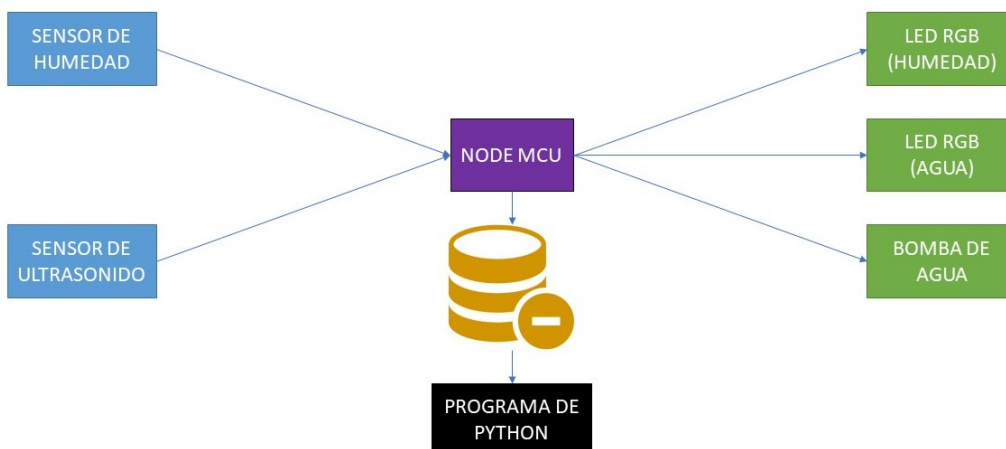 SENSOR DE
HUMEDAD
LED RGB
(HUMEDAD)
NODE MCU
LED RGB
(AGUA)
SENSOR DE
ULTRASONIDO
BOMBA DE
AGUA
PROGRAMA DE
PYTHON